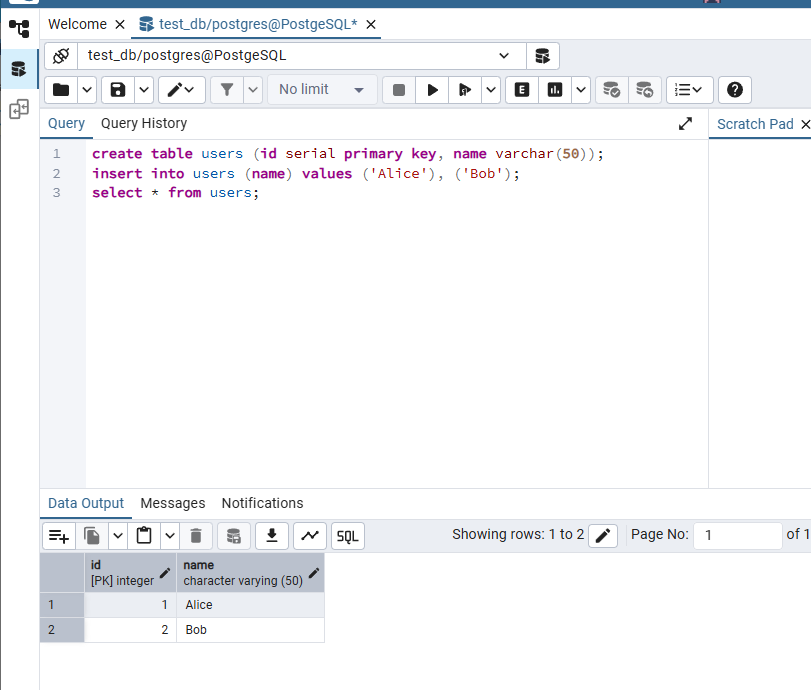 Welcome
test_db/postgres@PostgeSQL*
test_db/postgres@PostgeSQL
No limit
E
Query
Query History
Scratch Pad
1 create table users (id serial primary key, name varchar(50));
2 insert into users (name) values ('Alice'), ('Bob');
3 select * from users;
Data Output
Messages
Notifications
SQL
Showing rows: 1 to 2
Page No:
1
of 1
id
[PK] integer
name
character varying (50)
1 1 Alice
2 2 Bob